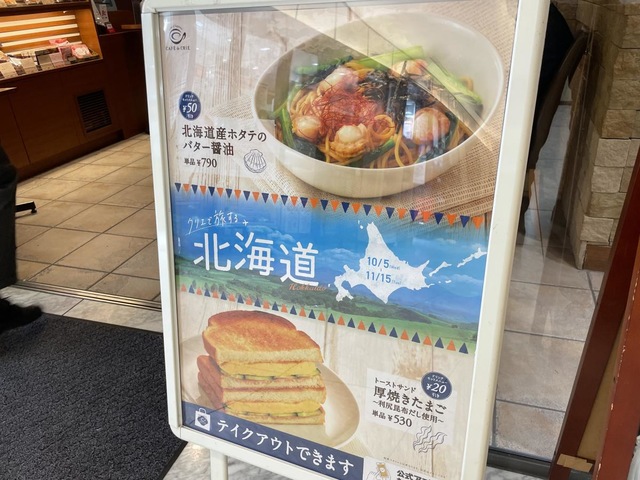 CAFE de CRIE
¥50
北海道産ホタテの
バター醤油
単品 ¥790
クリエで旅する
北海道
Hokkaido
10/5
11/15
トーストサンド
厚焼きたまご
~利尻昆布だし使用~
単品 ¥530
¥20
テイクアウトできます